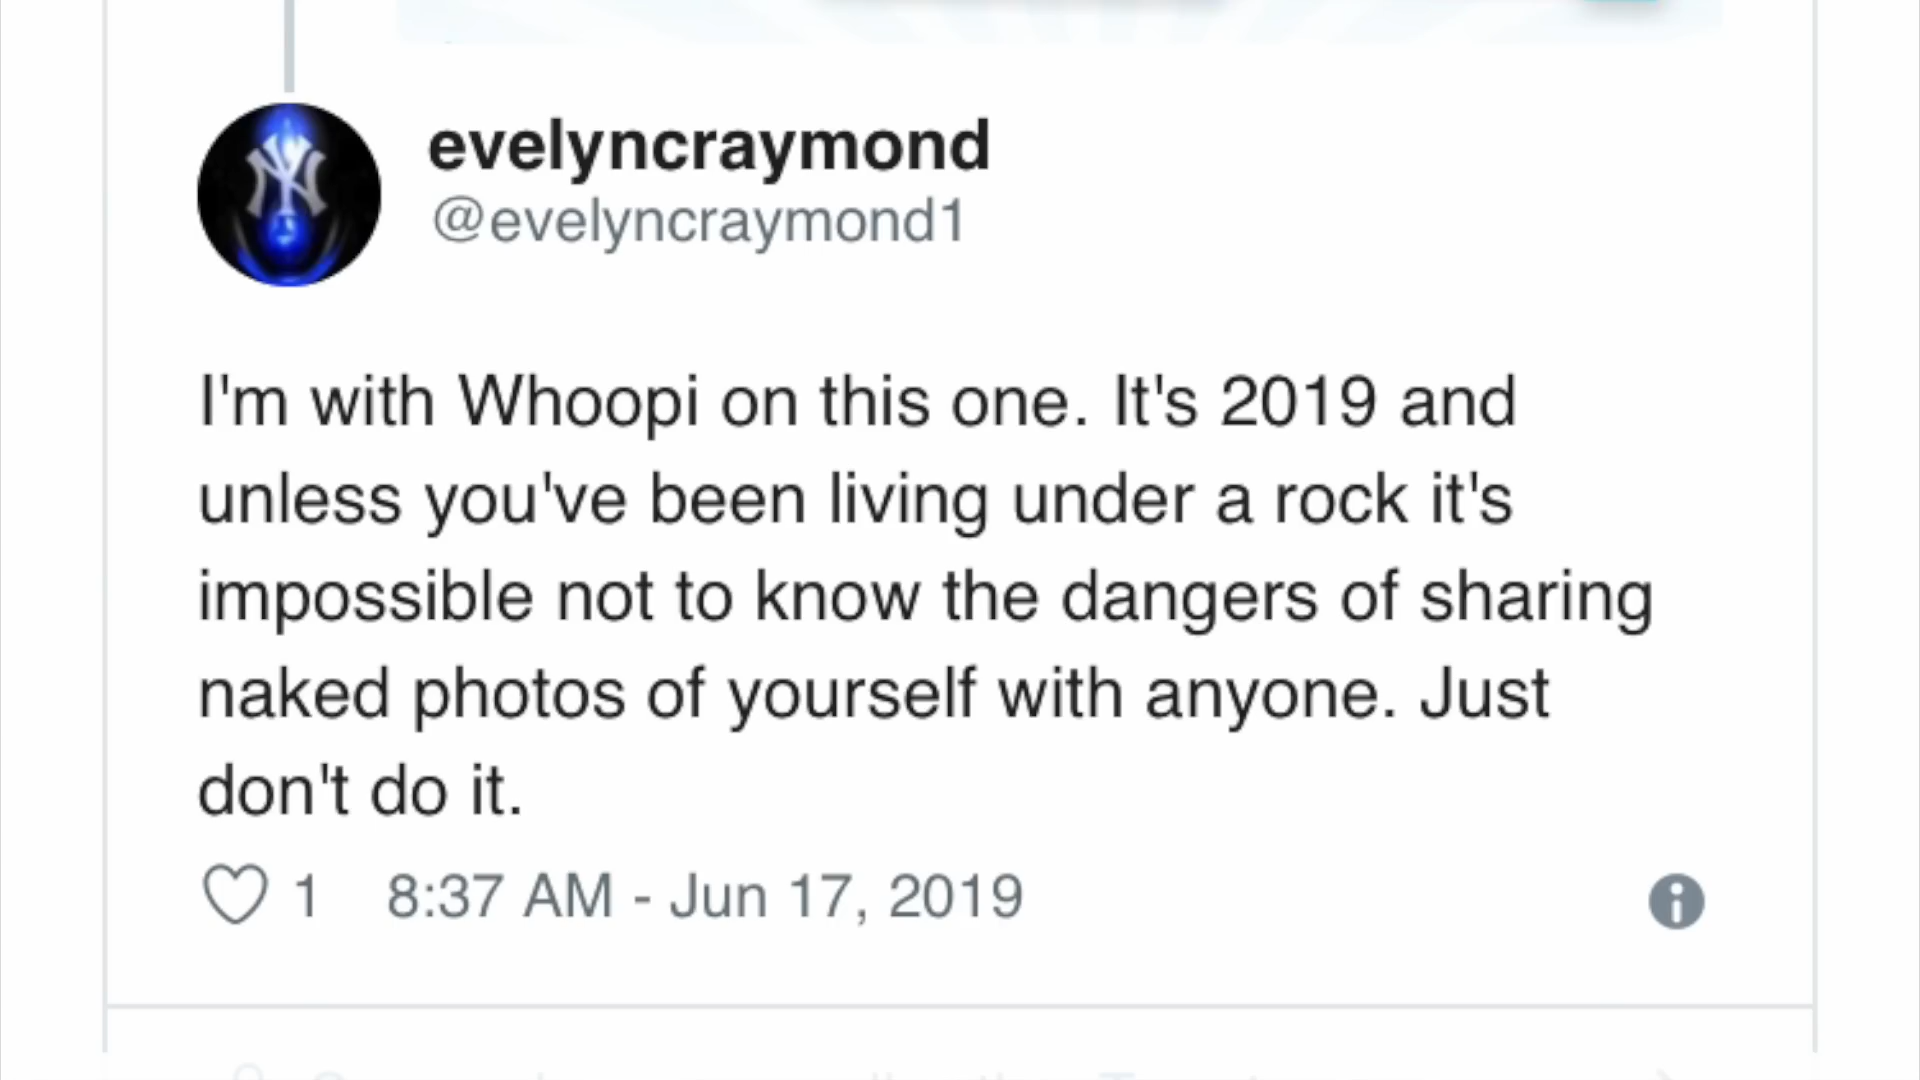 evelyncraymond
@evelyncraymond1
I'm with Whoopi on this one. It's 2019 and
unless you've been living under a rock it's
impossible not to know the dangers of sharing
naked photos of yourself with anyone. Just
don't do it.
1 8:37 AM - Jun 17, 2019